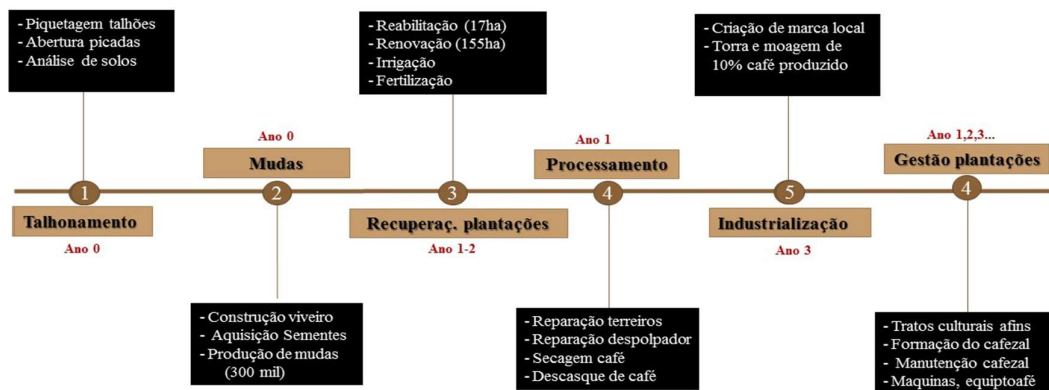 - Piquetagem talhões
- Abertura picadas
- Análise de solos
1
Talhonamento
Ano 0
Ano 0
Mudas
2
- Construção viveiro
- Aquisição Sementes
- Produção de mudas
(300 mil)
- Reabilitação (17ha)
- Renovação (155ha)
- Irrigação
- Fertilização
3
Recuperaç. plantações
Ano 1-2
Ano 1
Processamento
4
- Reparação terreiros
- Reparação despolpador
- Secagem café
- Descasque de café
- Criação de marca local
- Torra e moagem de
10% café produzido
5
Industrialização
Ano 3
Ano 1,2,3...
Gestão plantações
4
- Tratos culturais afins
- Formação do cafezal
- Manutenção cafezal
- Maquinas, equiptoafé